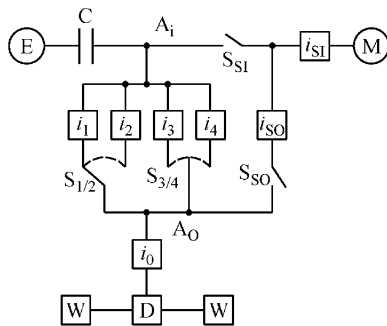 C
A_i
E
S_SI
i_SI
M
i_1
i_2
i_3
i_4
i_SO
S_1/2
S_3/4
S_SO
A_O
i_0
W
D
W